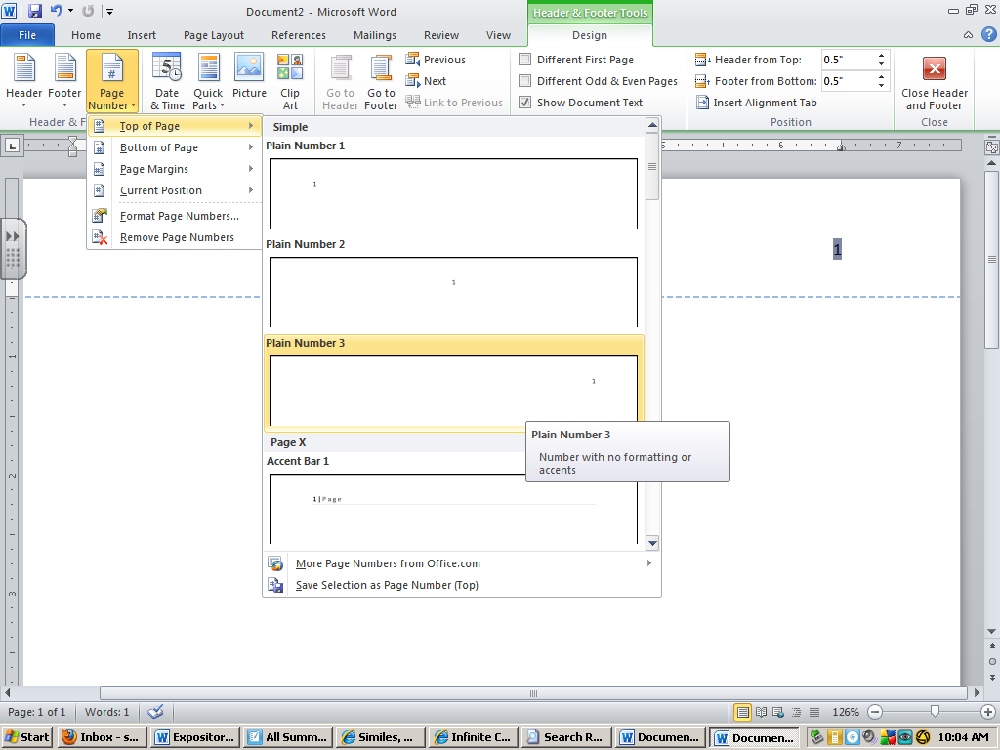 Document2 - Microsoft Word
Header & Footer Tools
File Home Insert Page Layout References Mailings Review View Design
Header Footer Page Number Date & Time Quick Parts Picture Clip Art Go to Header Go to Footer
Previous
Next
Link to Previous
Different First Page
Different Odd & Even Pages
Show Document Text
Header from Top: 0.5"
Footer from Bottom: 0.5"
Insert Alignment Tab
Close Header and Footer
Header & F Position Close
Top of Page
Bottom of Page
Page Margins
Current Position
Format Page Numbers...
Remove Page Numbers
Simple
Plain Number 1
1
Plain Number 2
1
Plain Number 3
1
Plain Number 3
Number with no formatting or
accents
Page X
Accent Bar 1
1|Page
More Page Numbers from Office.com
Save Selection as Page Number (Top)
5 6 7
1
1
2
3
Page: 1 of 1 Words: 1 126%
Start Inbox - s... Expositor... All Summ... Similes, ... Infinite C... Search R... Documen... Documen... 10:04 AM